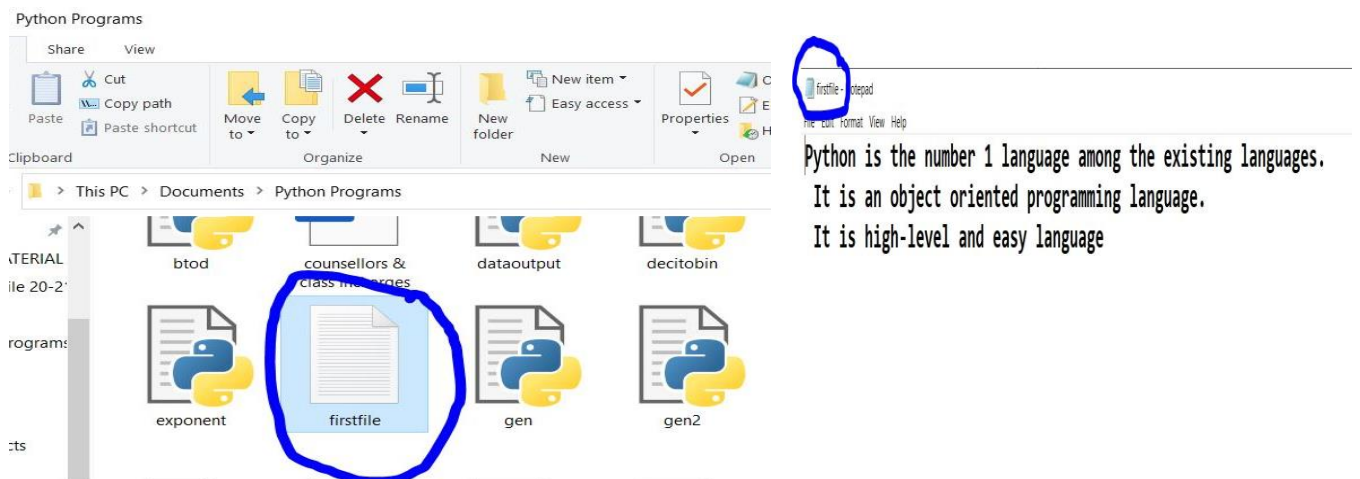 Python Programs
Share View
Cut
Copy path
Paste shortcut
Paste
Move to
Copy to
Delete
Rename
New folder
New item
Easy access
Properties
Clipboard
Organize
New
Open
> This PC > Documents > Python Programs
btod
counsellors &
dataoutput
decitobin
exponent
firstfile
gen
gen2
firstfile -
File Edit Format View Help
Python is the number 1 language among the existing languages.
It is an object oriented programming language.
It is high-level and easy language